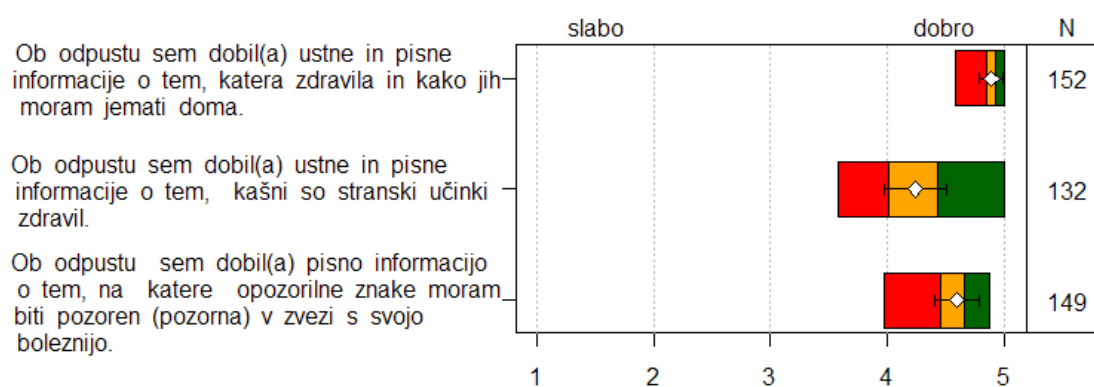 slabo dobro N
Ob odpustu sem dobil(a) ustne in pisne
informacije o tem, katera zdravila in kako jih
moram jemati doma.
152
Ob odpustu sem dobil(a) ustne in pisne
informacije o tem, kašni so stranski učinki
zdravil.
132
Ob odpustu sem dobil(a) pisno informacijo
o tem, na katere opozorilne znake moram
biti pozoren (pozorna) v zvezi s svojo
boleznijo.
149
1 2 3 4 5